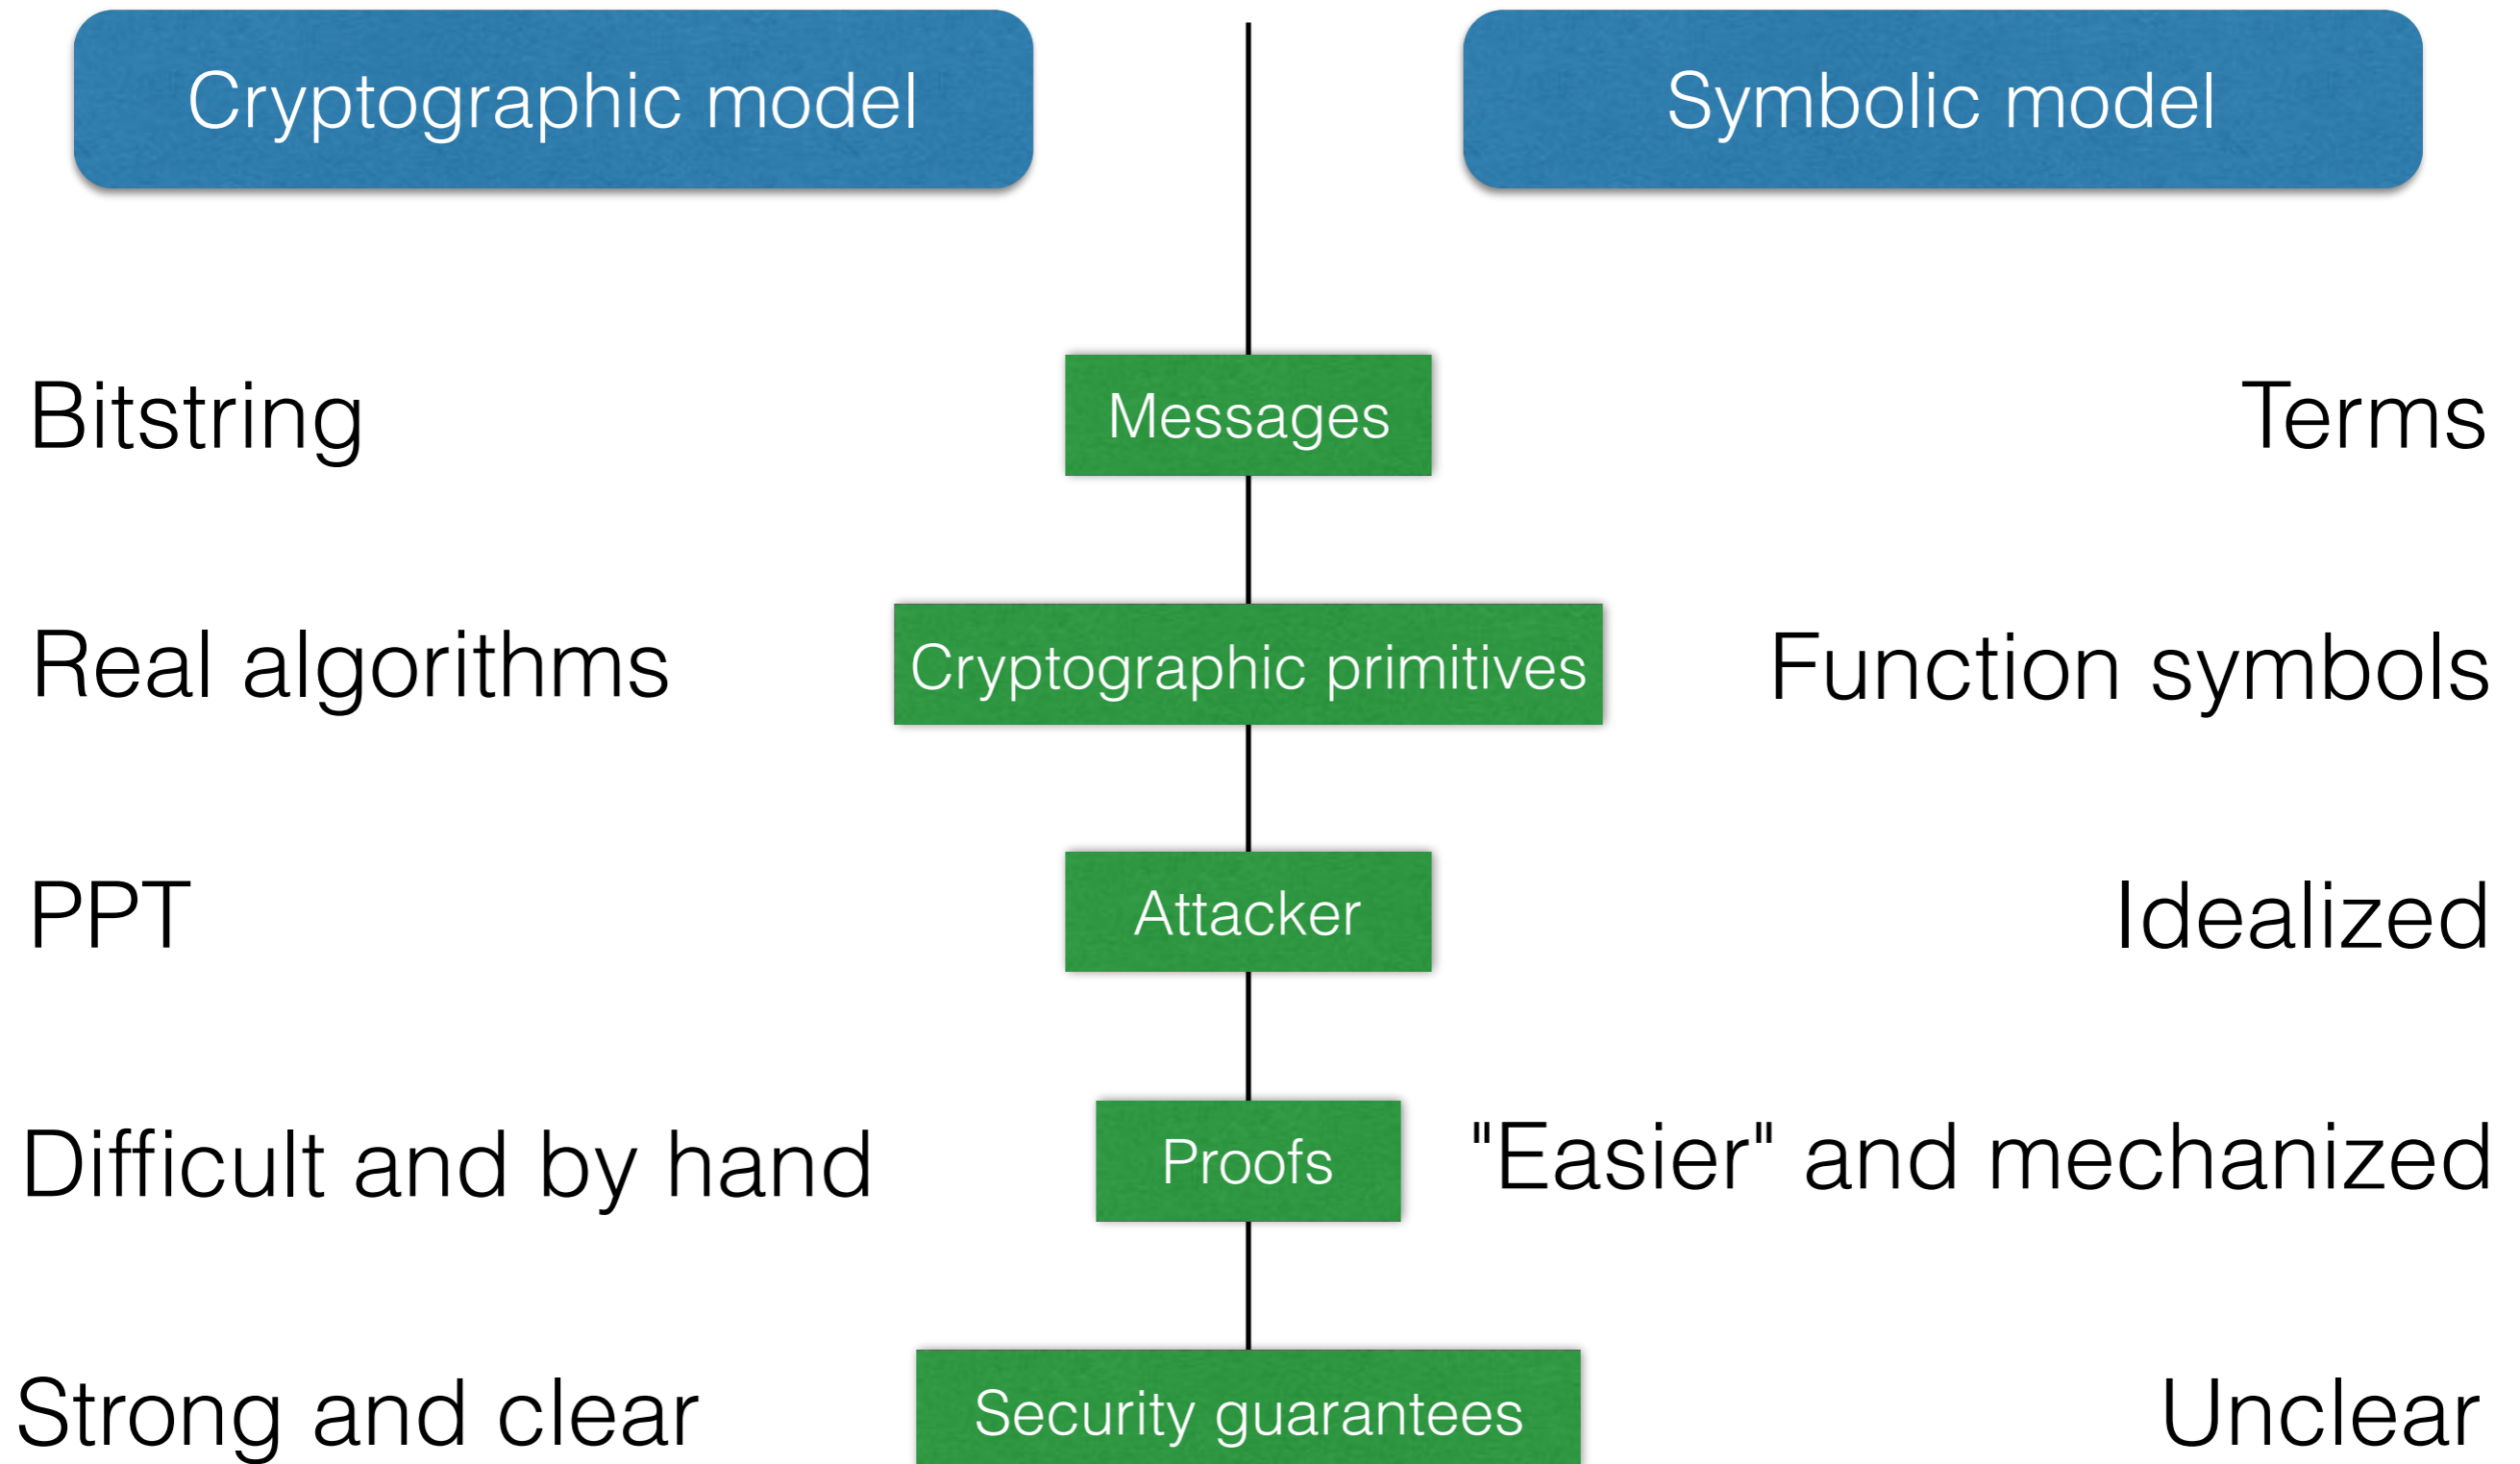 Cryptographic model
Symbolic model
Bitstring
Messages
Terms
Real algorithms
Cryptographic primitives
Function symbols
PPT
Attacker
Idealized
Difficult and by hand
Proofs
"Easier" and mechanized
Strong and clear
Security guarantees
Unclear